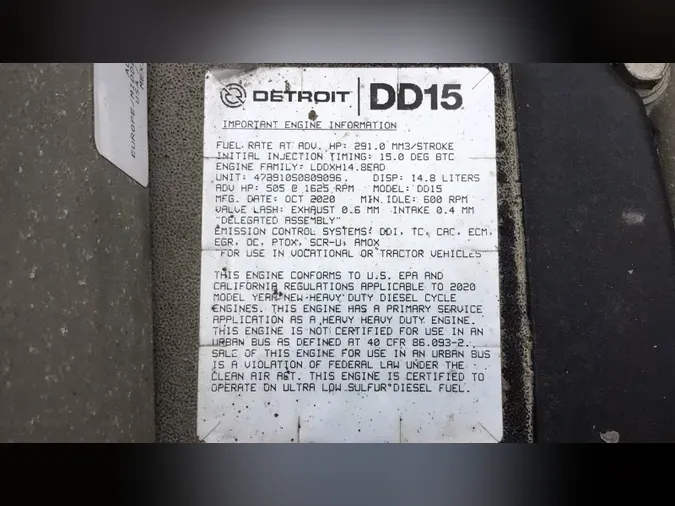 DETROIT DD15
IMPORTANT ENGINE INFORMATION
FUEL RATE AT ADV. HP: 291.0 MM3/STROKE
INITIAL INJECTION TIMING: 15.0 DEG BTC
ENGINE FAMILY: LDDXH14.8EAD
UNIT: 472910S0809096. DISP: 14.8 LITERS
ADV HP: 505 @ 1625 RPM MODEL: DD15
MFG. DATE: OCT 2020 MIN. IDLE: 600 RPM
VALVE LASH: EXHAUST 0.6 MM INTAKE 0.4 MM
"DELEGATED ASSEMBLY"
EMISSION CONTROL SYSTEMS: DDI, TC, CAC, ECM,
EGR, OC, PTOX, SCR-U, AMOX
"FOR USE IN VOCATIONAL OR TRACTOR VEHICLES"
THIS ENGINE CONFORMS TO U.S. EPA AND
CALIFORNIA REGULATIONS APPLICABLE TO 2020
MODEL YEAR NEW HEAVY DUTY DIESEL CYCLE
ENGINES. THIS ENGINE HAS A PRIMARY SERVICE
APPLICATION AS A HEAVY HEAVY DUTY ENGINE.
THIS ENGINE IS NOT CERTIFIED FOR USE IN AN
URBAN BUS AS DEFINED AT 40 CFR 86.093-2.
SALE OF THIS ENGINE FOR USE IN AN URBAN BUS
IS A VIOLATION OF FEDERAL LAW UNDER THE
CLEAN AIR ACT. THIS ENGINE IS CERTIFIED TO
OPERATE ON ULTRA LOW SULFUR DIESEL FUEL.